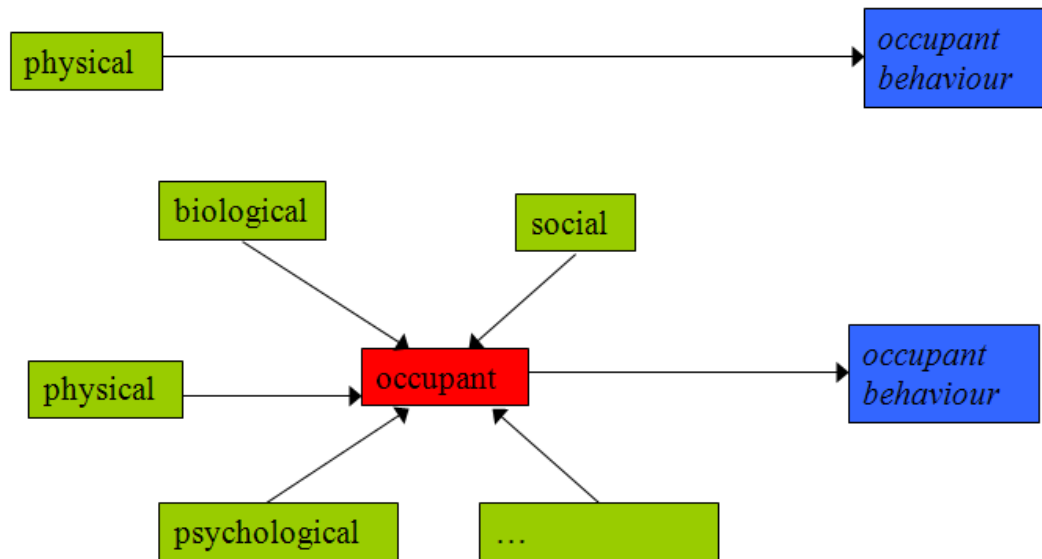 physical
occupant
behaviour
biological
social
physical
occupant
occupant
behaviour
psychological
...